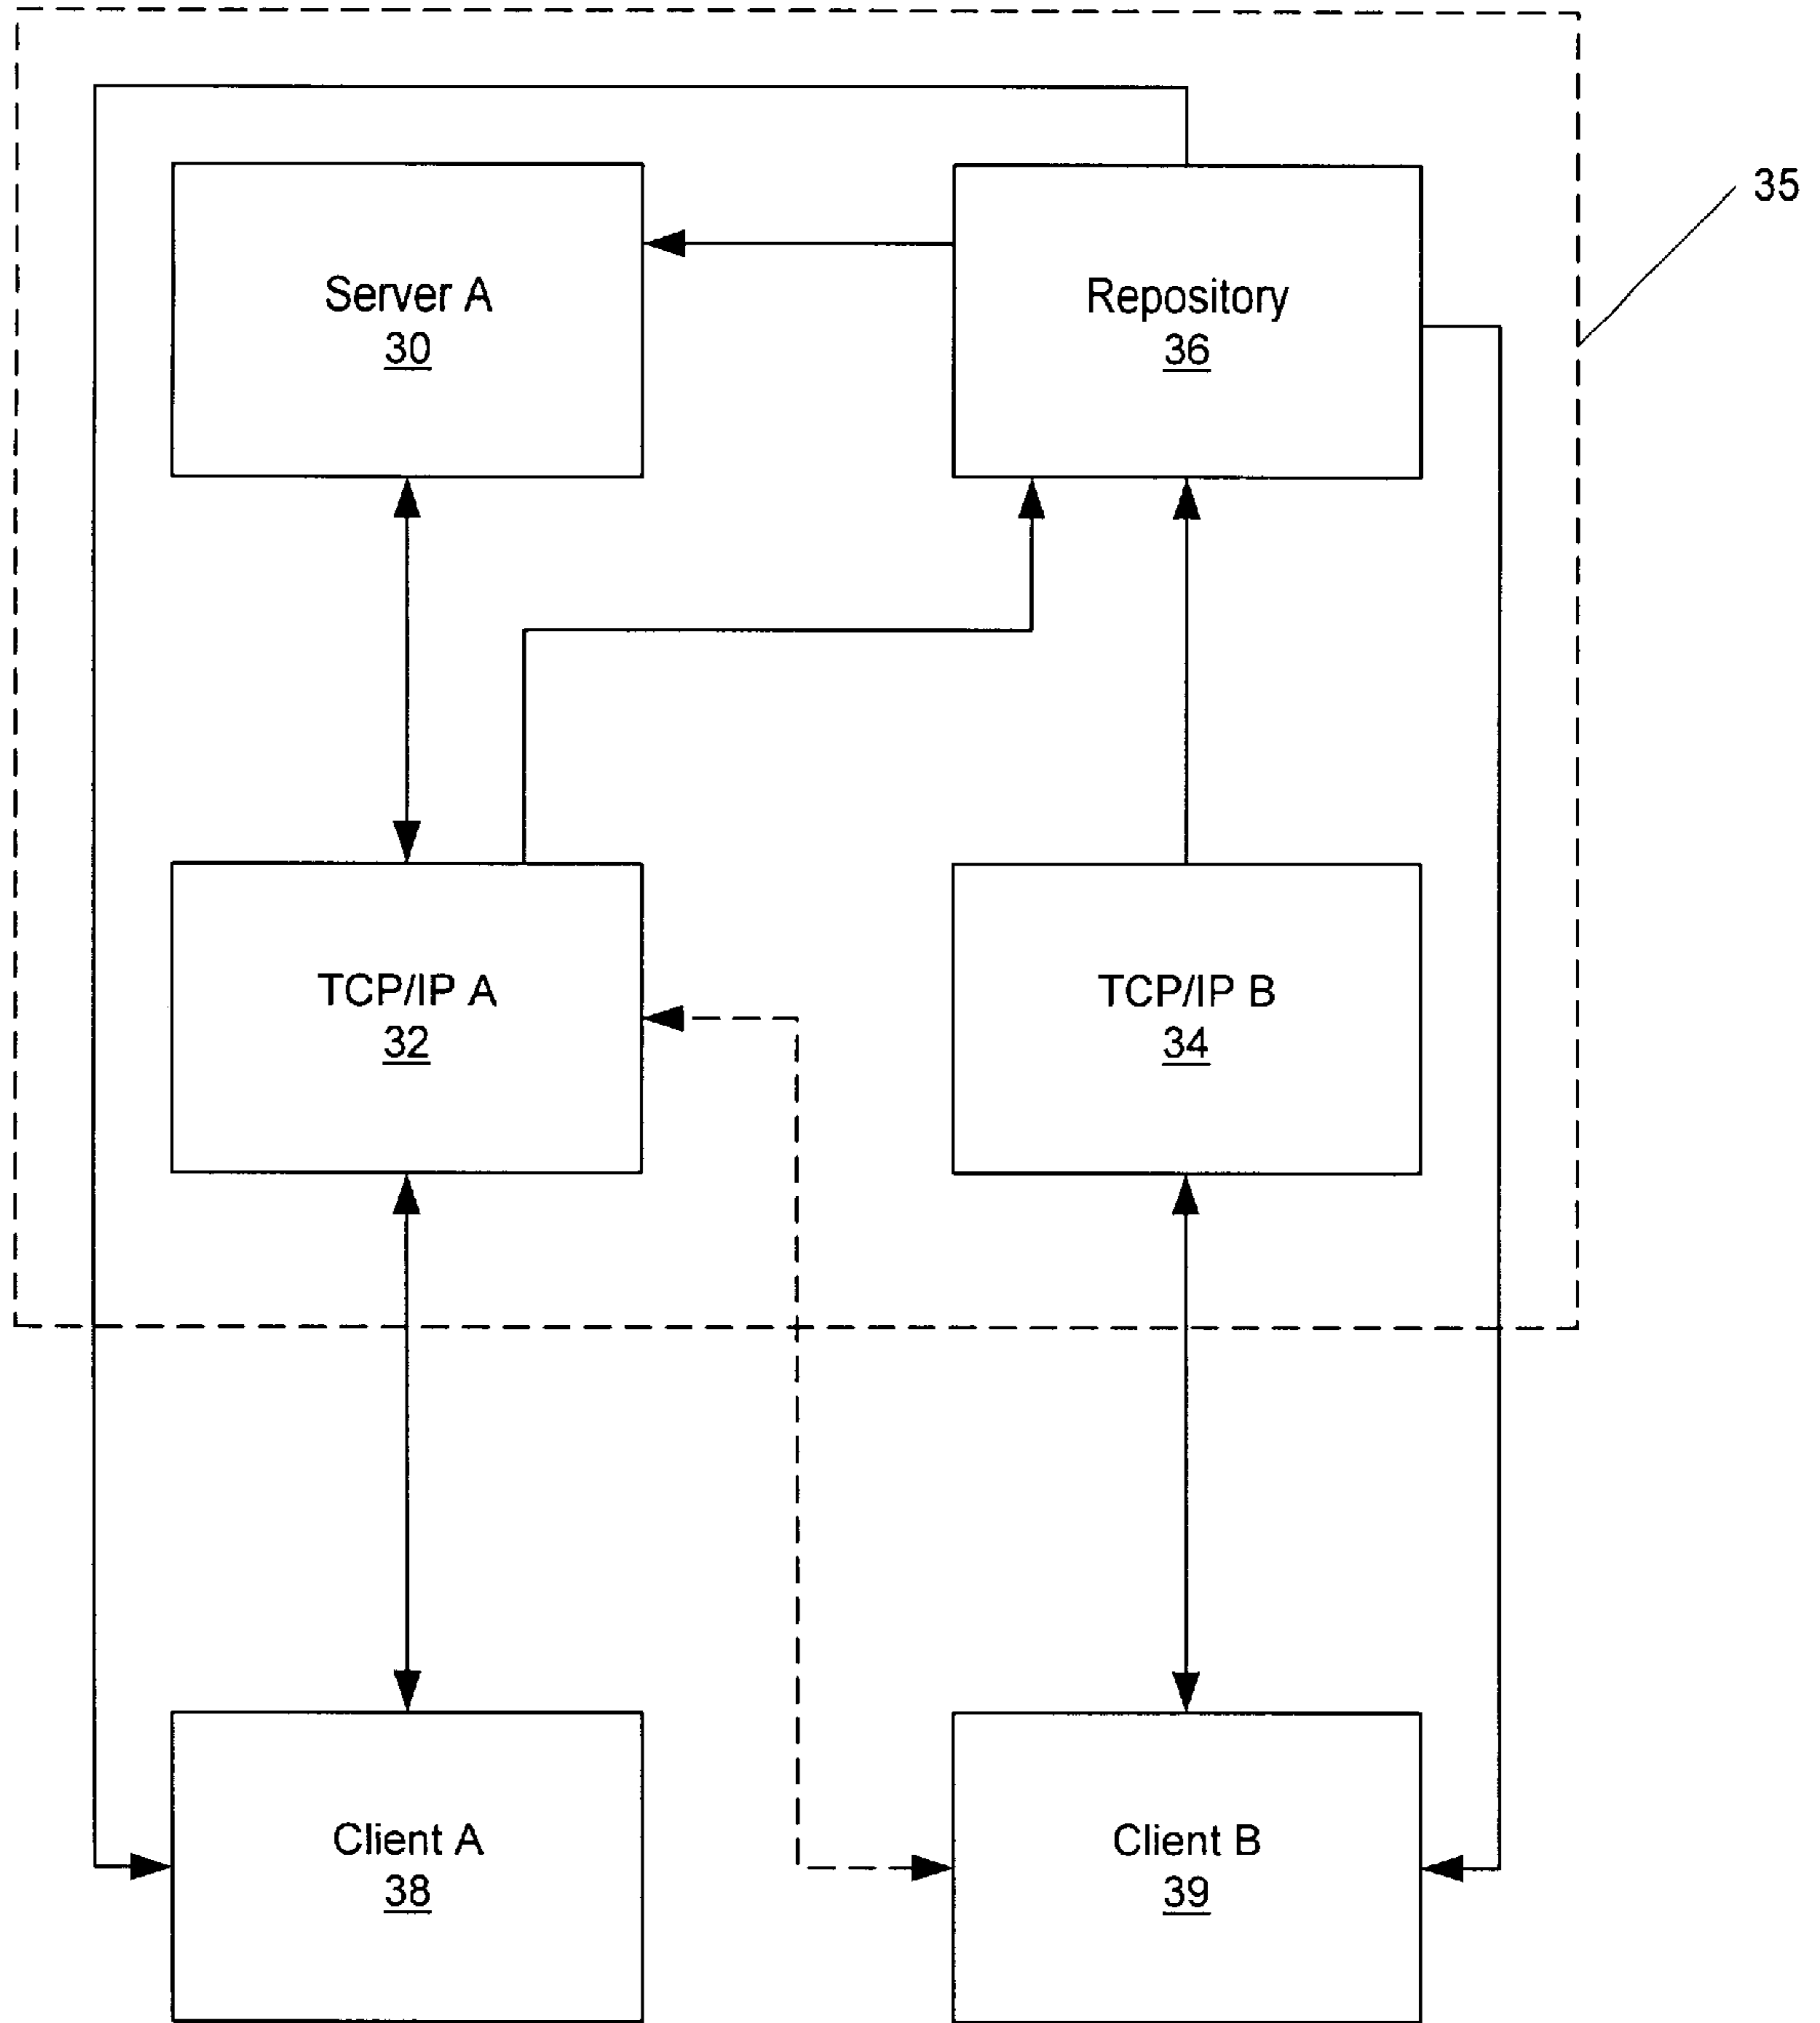 35
Server A
30
Repository
36
TCP/IP A
32
TCP/IP B
34
Client A
38
Client B
39